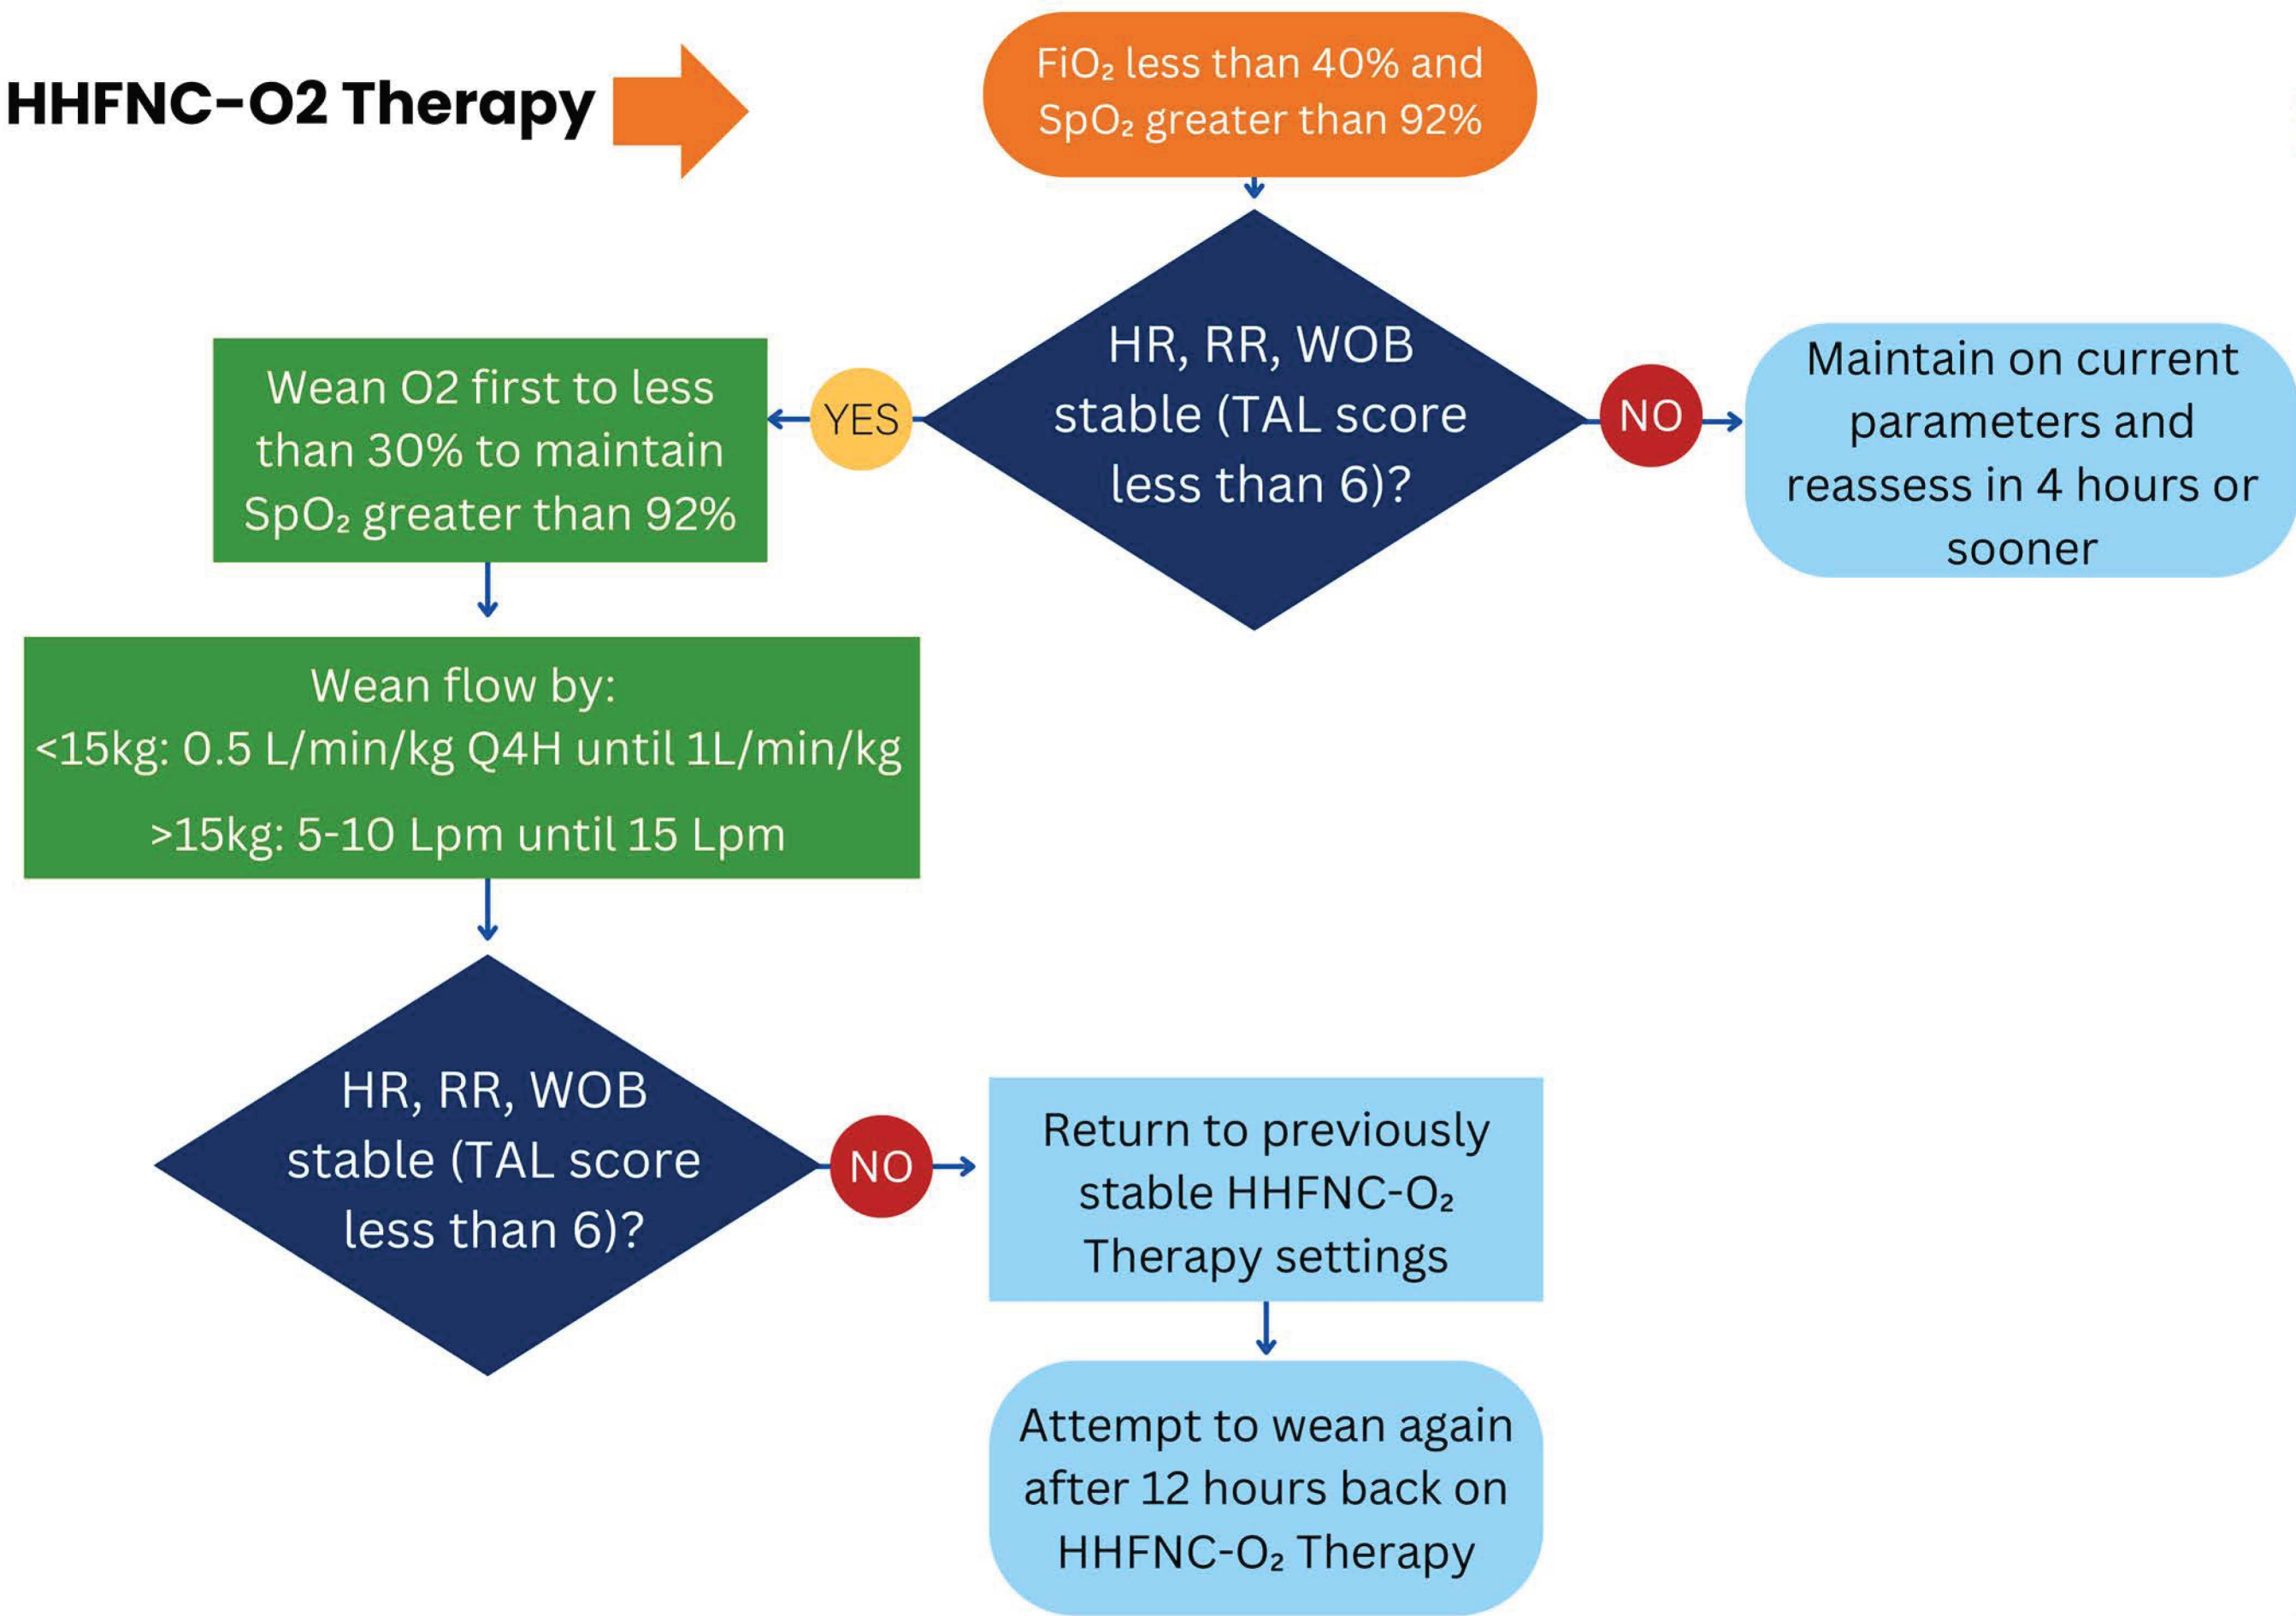 HHFNC-O2 Therapy
FiO₂ less than 40% and
SpO₂ greater than 92%
HR, RR, WOB
stable (TAL score
less than 6)?
YES
NO
Maintain on current
parameters and
reassess in 4 hours or
sooner
Wean O2 first to less
than 30% to maintain
SpO₂ greater than 92%
Wean flow by:
<15kg: 0.5 L/min/kg Q4H until 1L/min/kg
>15kg: 5-10 Lpm until 15 Lpm
HR, RR, WOB
stable (TAL score
less than 6)?
NO
Return to previously
stable HHFNC-O₂
Therapy settings
Attempt to wean again
after 12 hours back on
HHFNC-O₂ Therapy